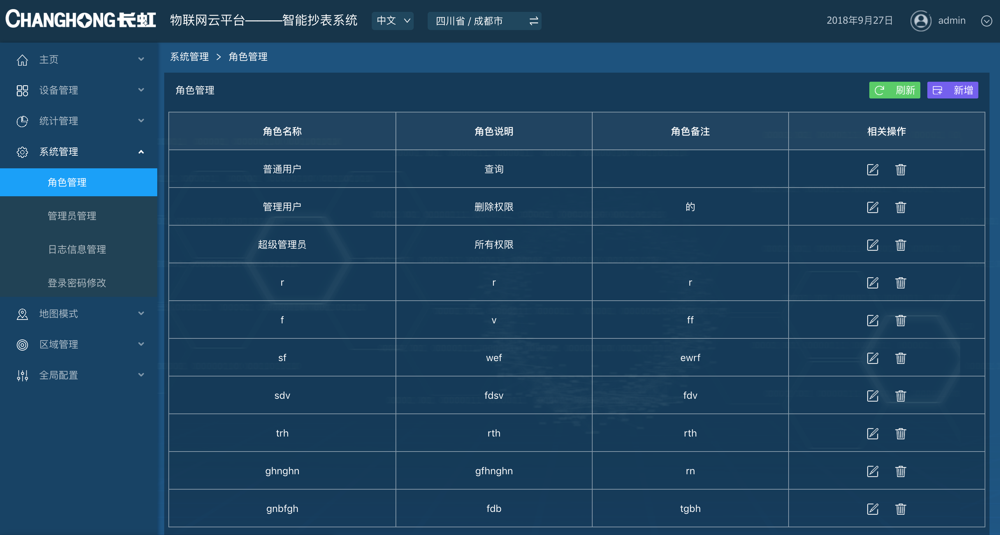 CHANGHONG长虹 物联网云平台———智能抄表系统 中文 四川省 / 成都市 2018年9月27日 admin
主页
设备管理
统计管理
系统管理
角色管理
管理员管理
日志信息管理
登录密码修改
地图模式
区域管理
全局配置
系统管理 > 角色管理
角色管理 刷新 新增
角色名称 角色说明 角色备注 相关操作
普通用户 查询
管理用户 删除权限 的
超级管理员 所有权限
r r r
f v ff
sf wef ewrf
sdv fdsv fdv
trh rth rth
ghnghn gfhnghn rn
gnbfgh fdb tgbh